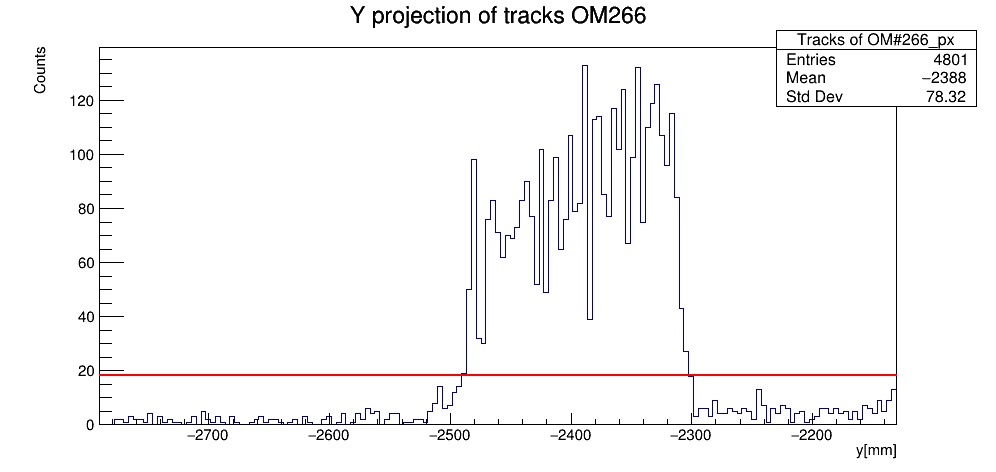 Y projection of tracks OM266
Tracks of OM#266_px
Entries 4801
Mean −2388
Std Dev 78.32
Counts
120
100
80
60
40
20
0
−2700 −2600 −2500 −2400 −2300 −2200
y[mm]